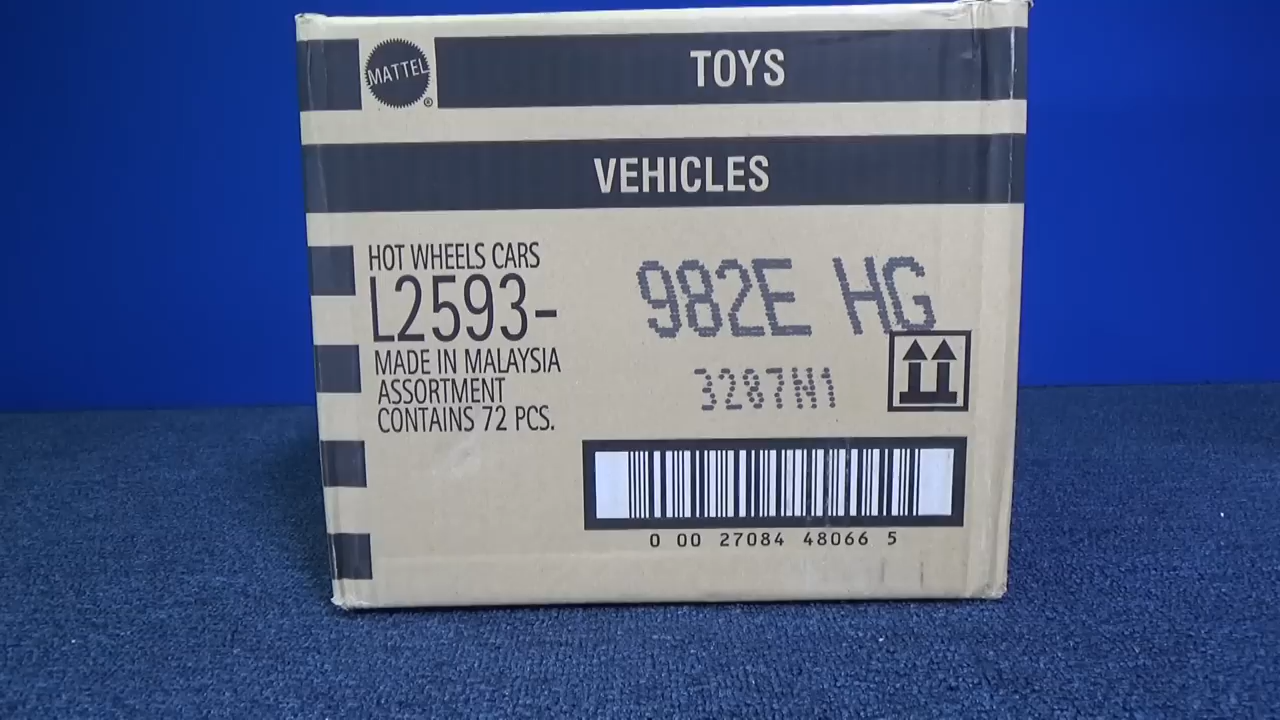 MATTEL
®
TOYS
VEHICLES
HOT WHEELS CARS
L2593-
MADE IN MALAYSIA
ASSORTMENT
CONTAINS 72 PCS.
982E HG
3287N1
0 00 27084 48066 5